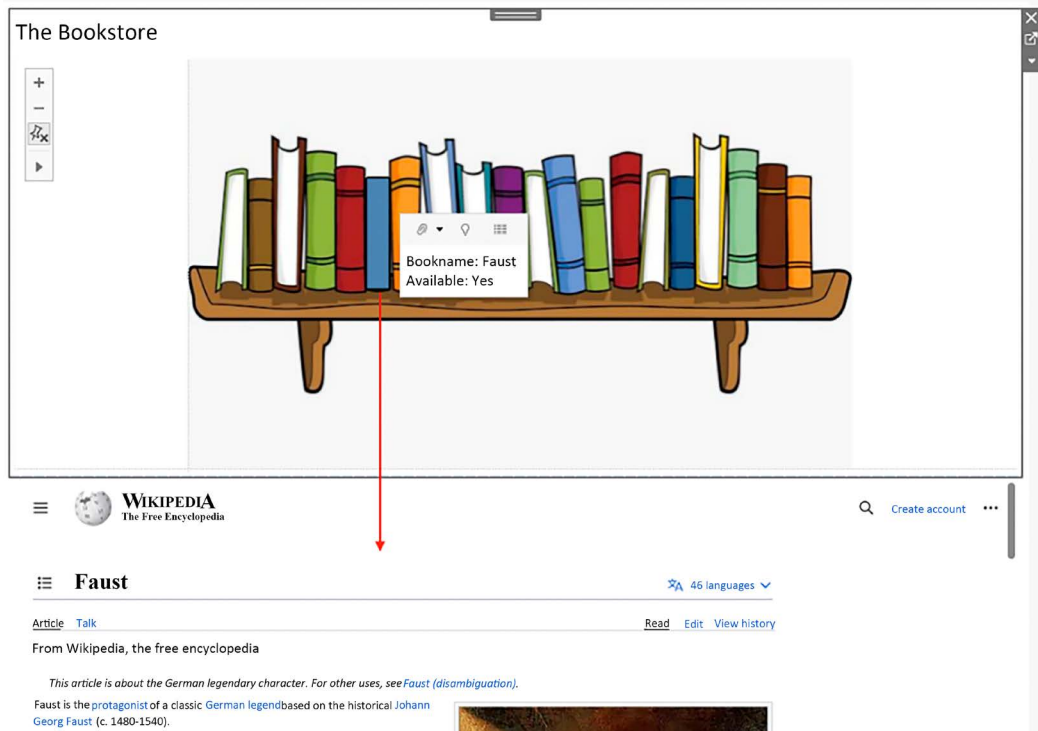 The Bookstore
Bookname: Faust
Available: Yes
WIKIPEDIA
The Free Encyclopedia
Create account
Faust
46 languages
Article Talk
Read Edit View history
From Wikipedia, the free encyclopedia
This article is about the German legendary character. For other uses, see Faust (disambiguation).
Faust is the protagonist of a classic German legendbased on the historical Johann
Georg Faust (c. 1480-1540).